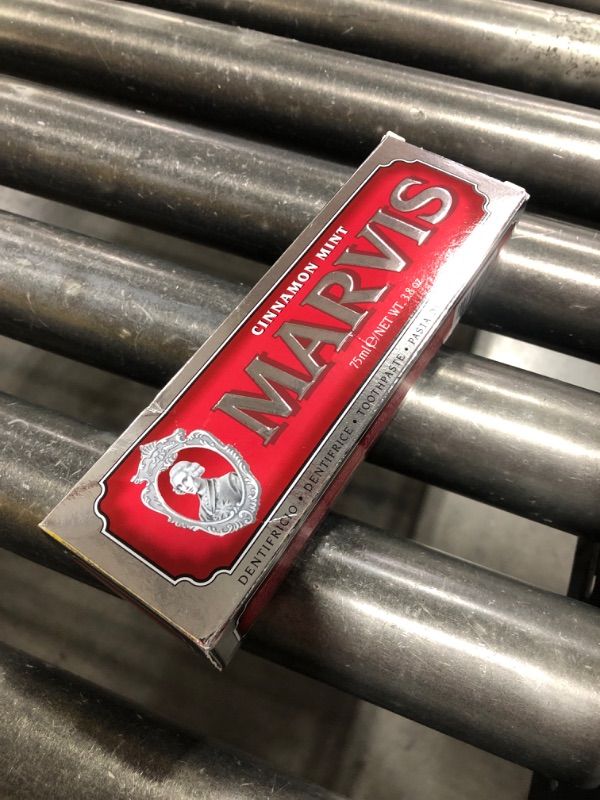 CINNAMON MINT
MARVIS
75ml ℮/NET WT. 3.8 oz.
DENTIFRICIO • DENTIFRICE • TOOTHPASTE • PASTA